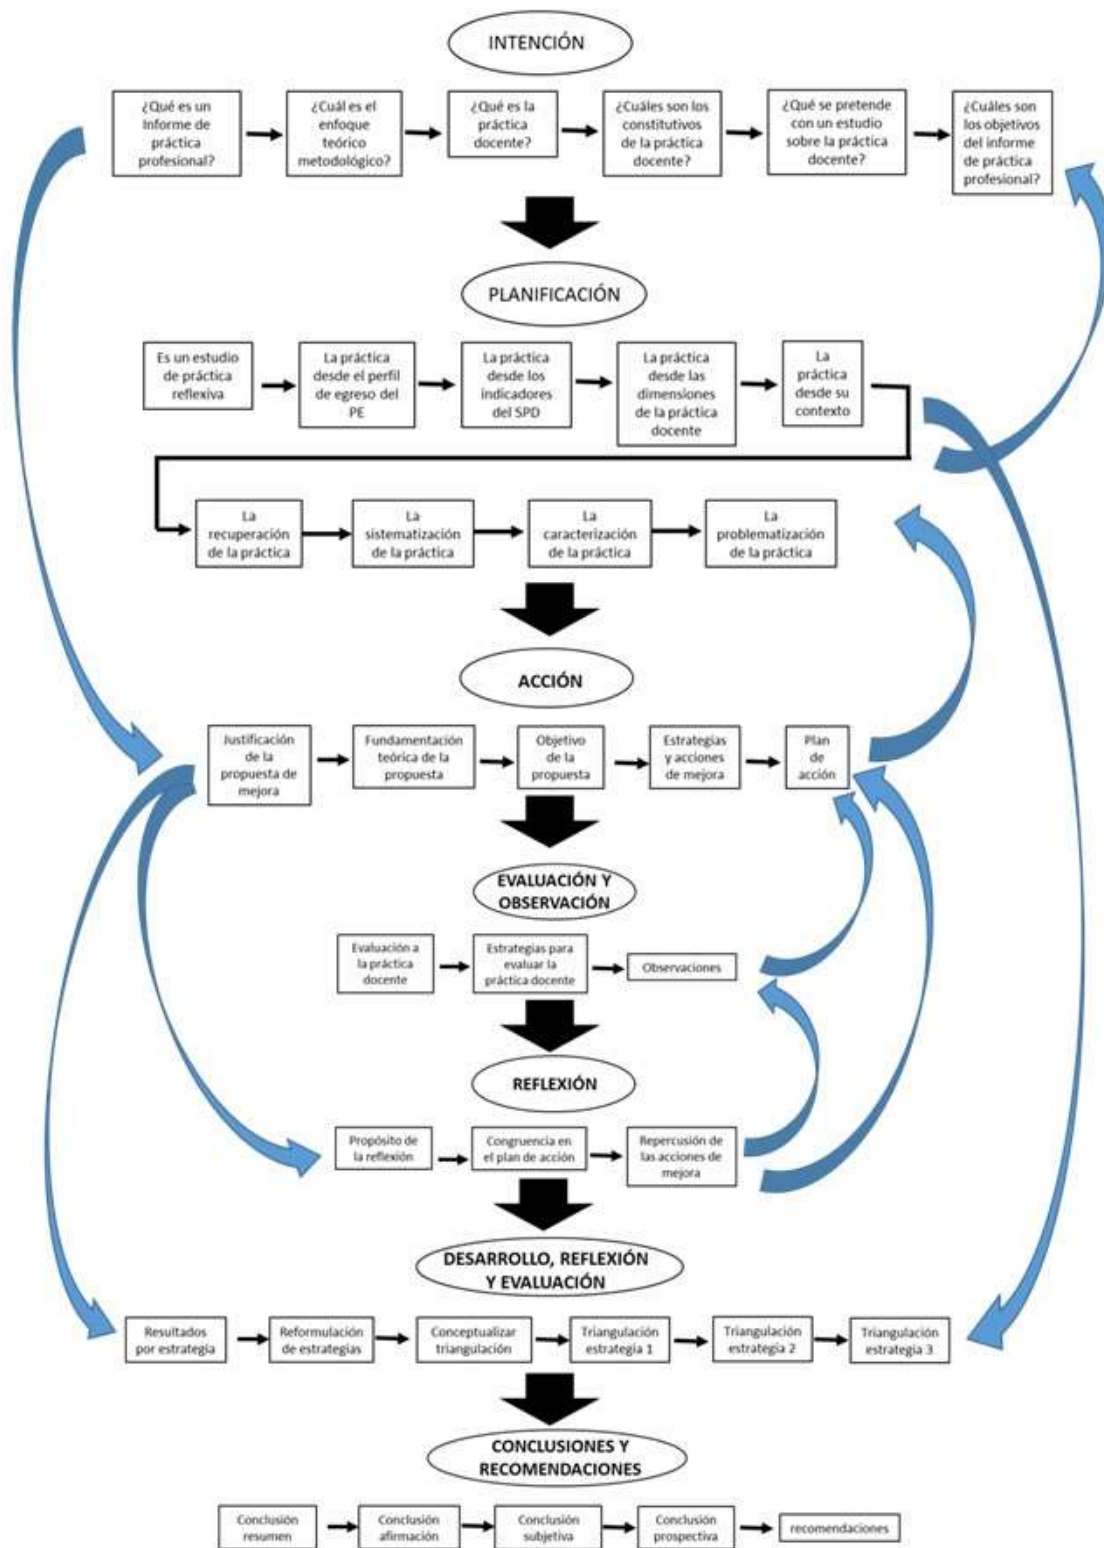 INTENCIÓN
¿Qué es un
Informe de
práctica
profesional?
¿Cuál es el
enfoque
teórico
metodológico?
¿Qué es la
práctica
docente?
¿Cuáles son los
constitutivos
de la práctica
docente?
¿Qué se pretende
con un estudio
sobre la práctica
docente?
¿Cuáles son
los objetivos
del informe
de práctica
profesional?
PLANIFICACIÓN
Es un estudio
de práctica
reflexiva
La práctica
desde el perfil
de egreso del
PE
La práctica
desde los
indicadores
del SPD
La práctica
desde las
dimensiones
de la práctica
docente
La
práctica
desde su
contexto
La
recuperación
de la práctica
La
sistematización
de la práctica
La
caracterización
de la práctica
La
problematización
de la práctica
ACCIÓN
Justificación
de la
propuesta de
mejora
Fundamentación
teórica de la
propuesta
Objetivo
de la
propuesta
Estrategias
y acciones
de mejora
Plan
de
acción
EVALUACIÓN Y
OBSERVACIÓN
Evaluación a
la práctica
docente
Estrategias para
evaluar la
práctica docente
Observaciones
REFLEXIÓN
Propósito de
la reflexión
Congruencia en
el plan de acción
Repercusión de
las acciones de
mejora
DESARROLLO, REFLEXIÓN
Y EVALUACIÓN
Resultados
por estrategia
Reformulación
de estrategias
Conceptualizar
triangulación
Triangulación
estrategia 1
Triangulación
estrategia 2
Triangulación
estrategia 3
CONCLUSIONES Y
RECOMENDACIONES
Conclusión
resumen
Conclusión
afirmación
Conclusión
subjetiva
Conclusión
prospectiva
recomendaciones